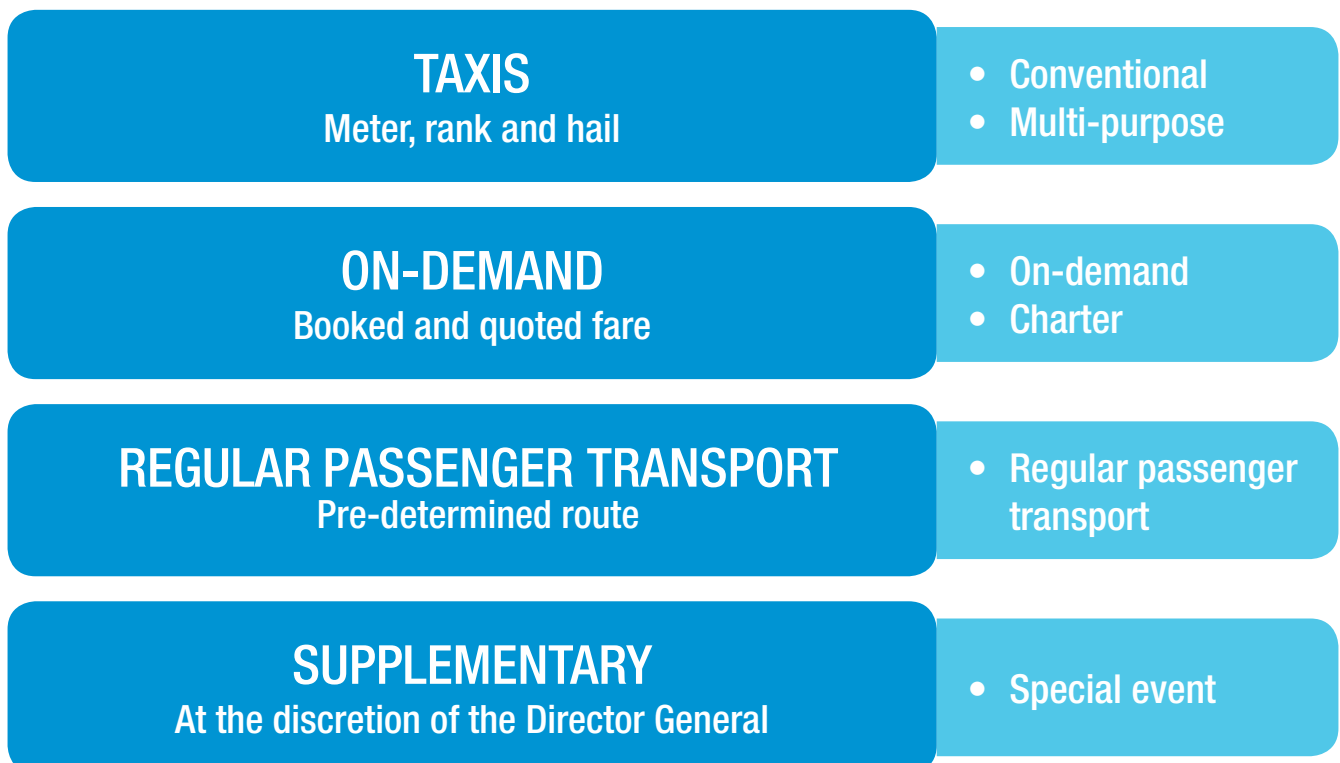 TAXIS
Meter, rank and hail
• Conventional
• Multi-purpose
ON-DEMAND
Booked and quoted fare
• On-demand
• Charter
REGULAR PASSENGER TRANSPORT
Pre-determined route
• Regular passenger
transport
SUPPLEMENTARY
At the discretion of the Director General
• Special event